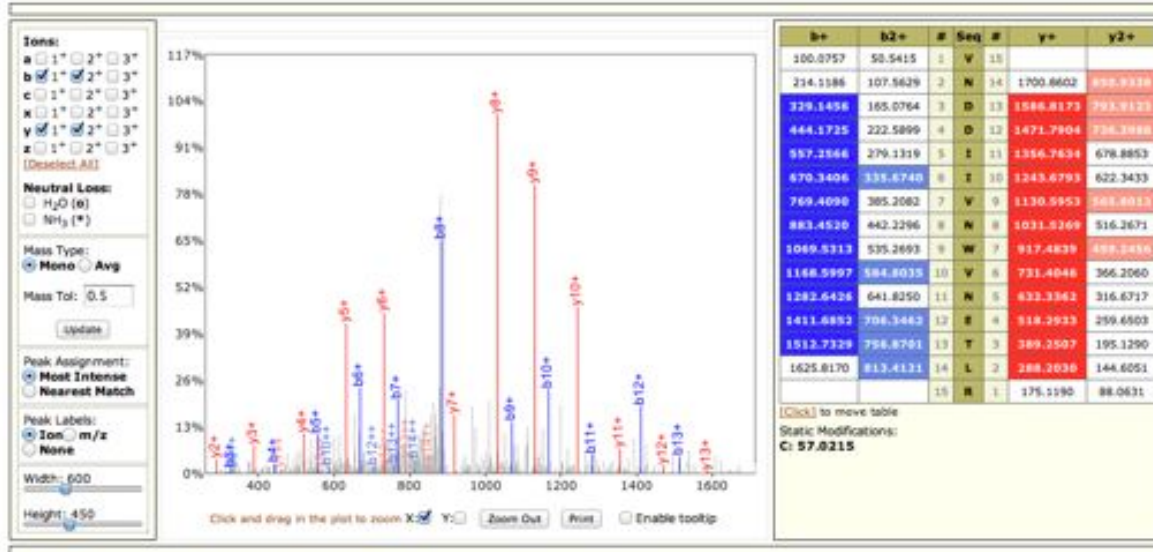 Ions:
a 1+ 2+ 3+
b 1+ 2+ 3+
c 1+ 2+ 3+
x 1+ 2+ 3+
y 1+ 2+ 3+
z 1+ 2+ 3+
[Deselect All]
Neutral Loss:
H2O (o)
NH3 (*)
Mass Type:
Mono Avg
Mass Tol: 0.5
Update
Peak Assignment:
Most Intense
Nearest Match
Peak Labels:
Ion m/z
None
Width: 600
Height: 450
117%
104%
91%
78%
65%
52%
39%
26%
13%
0%
y2+ b3+ y3+ b4+ y4+ b5+ b10++ y5+ b6+ b12++ y6+ b7+ b13++ b14++ b8+ y7+ y8+ b9+ y9+ b10+ y10+ b11+ y11+ b12+ y12+ b13+ y13+
400 600 800 1000 1200 1400 1600
Click and drag in the plot to zoom X: Y: Zoom Out Print Enable tooltip
b+ b2+ # Seq # y+ y2+
100.0757 50.5415 1 V 15
214.1186 107.5629 2 N 14 1700.8602
329.1456 165.0764 3 D 13 1586.8173 793.9123
444.1725 222.5899 4 D 12 1471.7904
557.2566 279.1319 5 I 11 1356.7634 678.8853
670.3406 335.6740 6 I 10 1243.6793 622.3433
769.4090 385.2082 7 V 9 1130.5953 565.8013
883.4520 442.2296 8 N 8 1031.5269 516.2671
1069.5313 535.2693 9 W 7 917.4839
1168.5997 584.8035 10 V 6 731.4046 366.2060
1282.6426 641.8250 11 N 5 632.3362 316.6717
1411.6852 706.3462 12 E 4 518.2933 259.6503
1512.7329 756.8701 13 T 3 389.2507 195.1290
1625.8170 813.4121 14 L 2 288.2030 144.6051
15 R 1 175.1190 88.0631
[Click] to move table
Static Modifications:
C: 57.0215